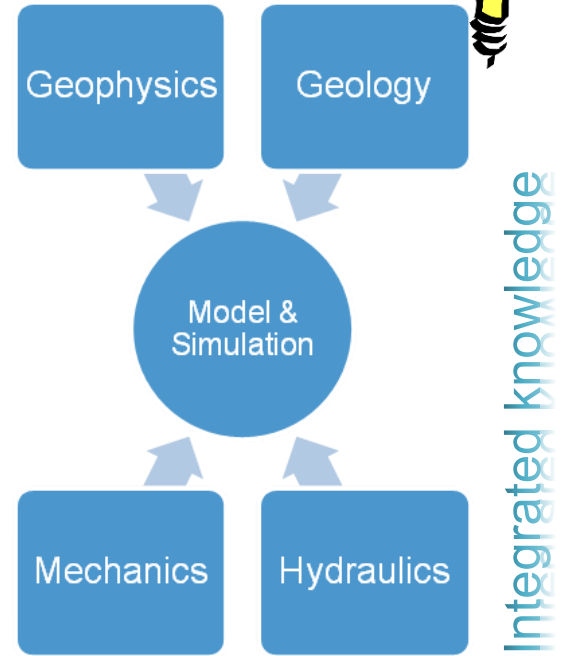 Geophysics
Geology
Model &
Simulation
Mechanics
Hydraulics
Integrated knowledge